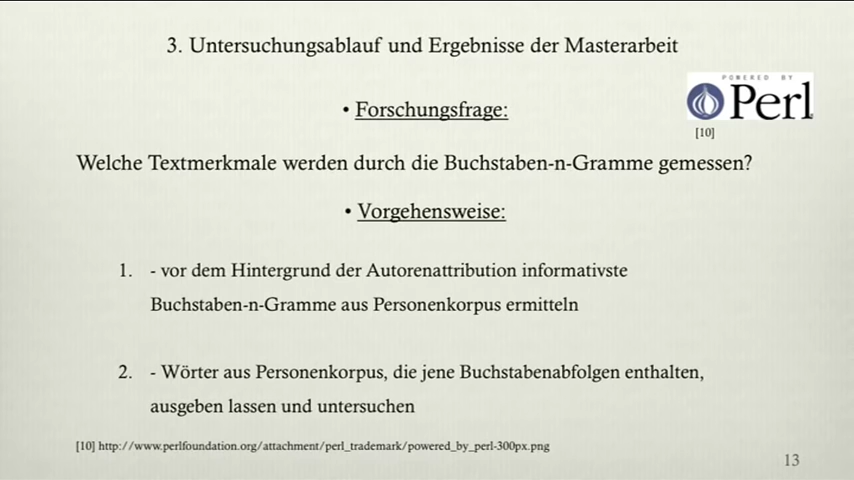 3. Untersuchungsablauf und Ergebnisse der Masterarbeit
POWERED BY
Perl
[10]
• Forschungsfrage:
Welche Textmerkmale werden durch die Buchstaben-n-Gramme gemessen?
• Vorgehensweise:
1. - vor dem Hintergrund der Autorenattribution informativste
Buchstaben-n-Gramme aus Personenkorpus ermitteln
2. - Wörter aus Personenkorpus, die jene Buchstabenabfolgen enthalten,
ausgeben lassen und untersuchen
[10] http://www.perlfoundation.org/attachment/perl_trademark/powered_by_perl-300px.png
13